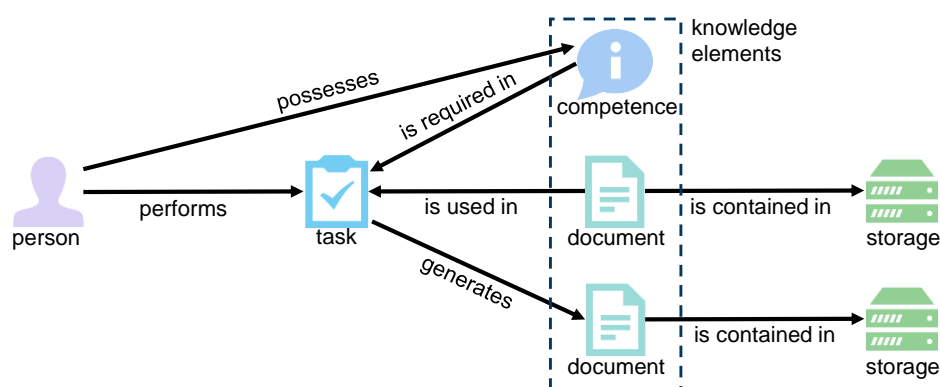 knowledge
elements
possesses
is required in
competence
person
performs
task
is used in
document
is contained in
storage
generates
document
is contained in
storage